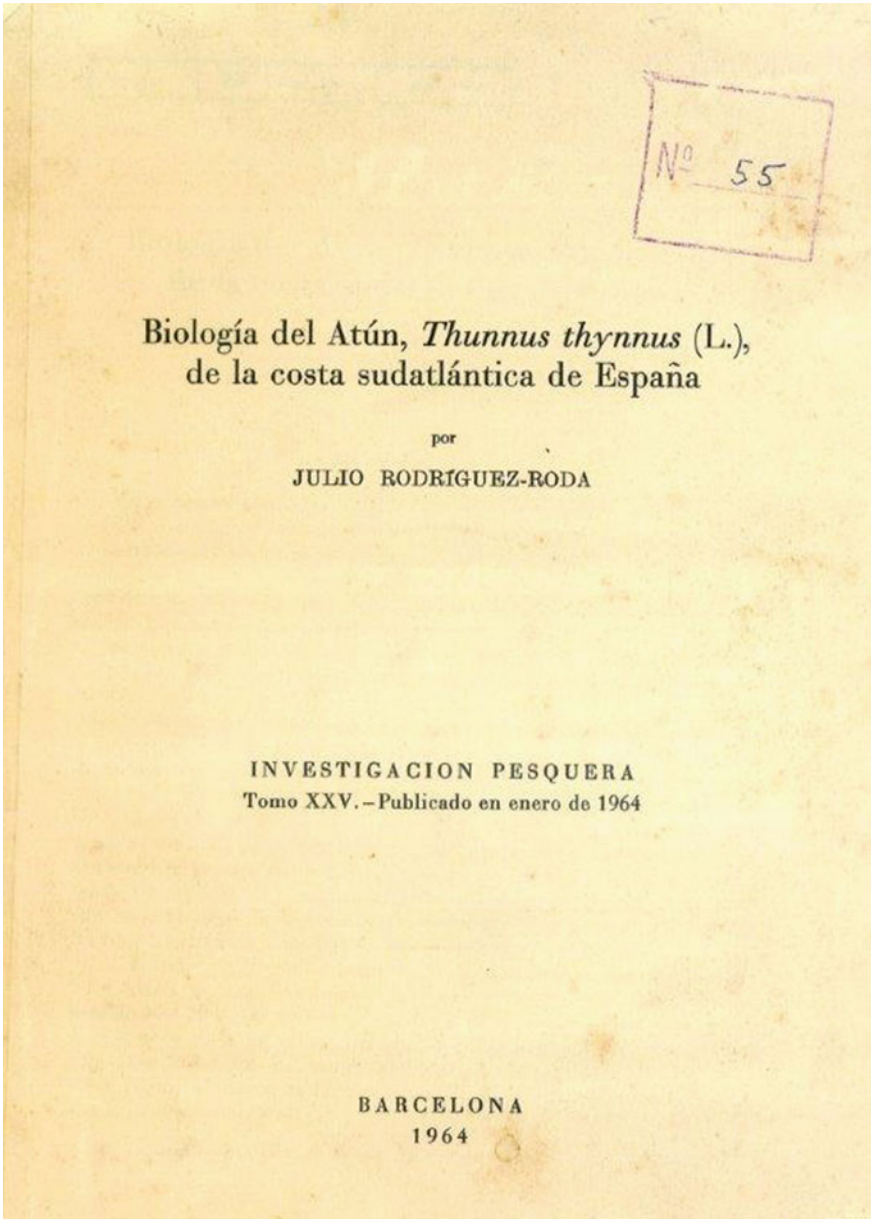 Nº 55
Biología del Atún, Thunnus thynnus (L.),
de la costa sudatlántica de España
por
JULIO RODRÍGUEZ-RODA
INVESTIGACION PESQUERA
Tomo XXV.-Publicado en enero de 1964
BARCELONA
1964